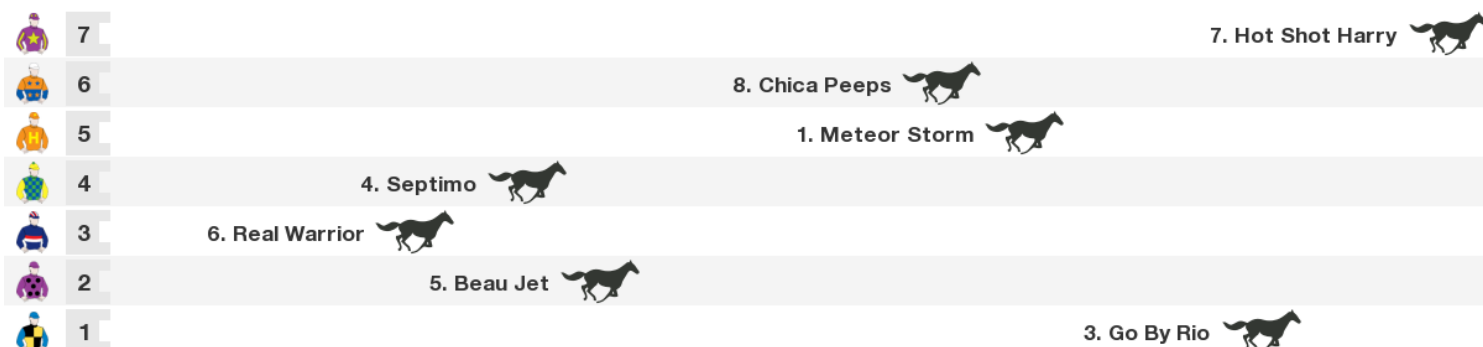 7 7. Hot Shot Harry
6 8. Chica Peeps
H 5 1. Meteor Storm
4 4. Septimo
3 6. Real Warrior
2 5. Beau Jet
1 3. Go By Rio